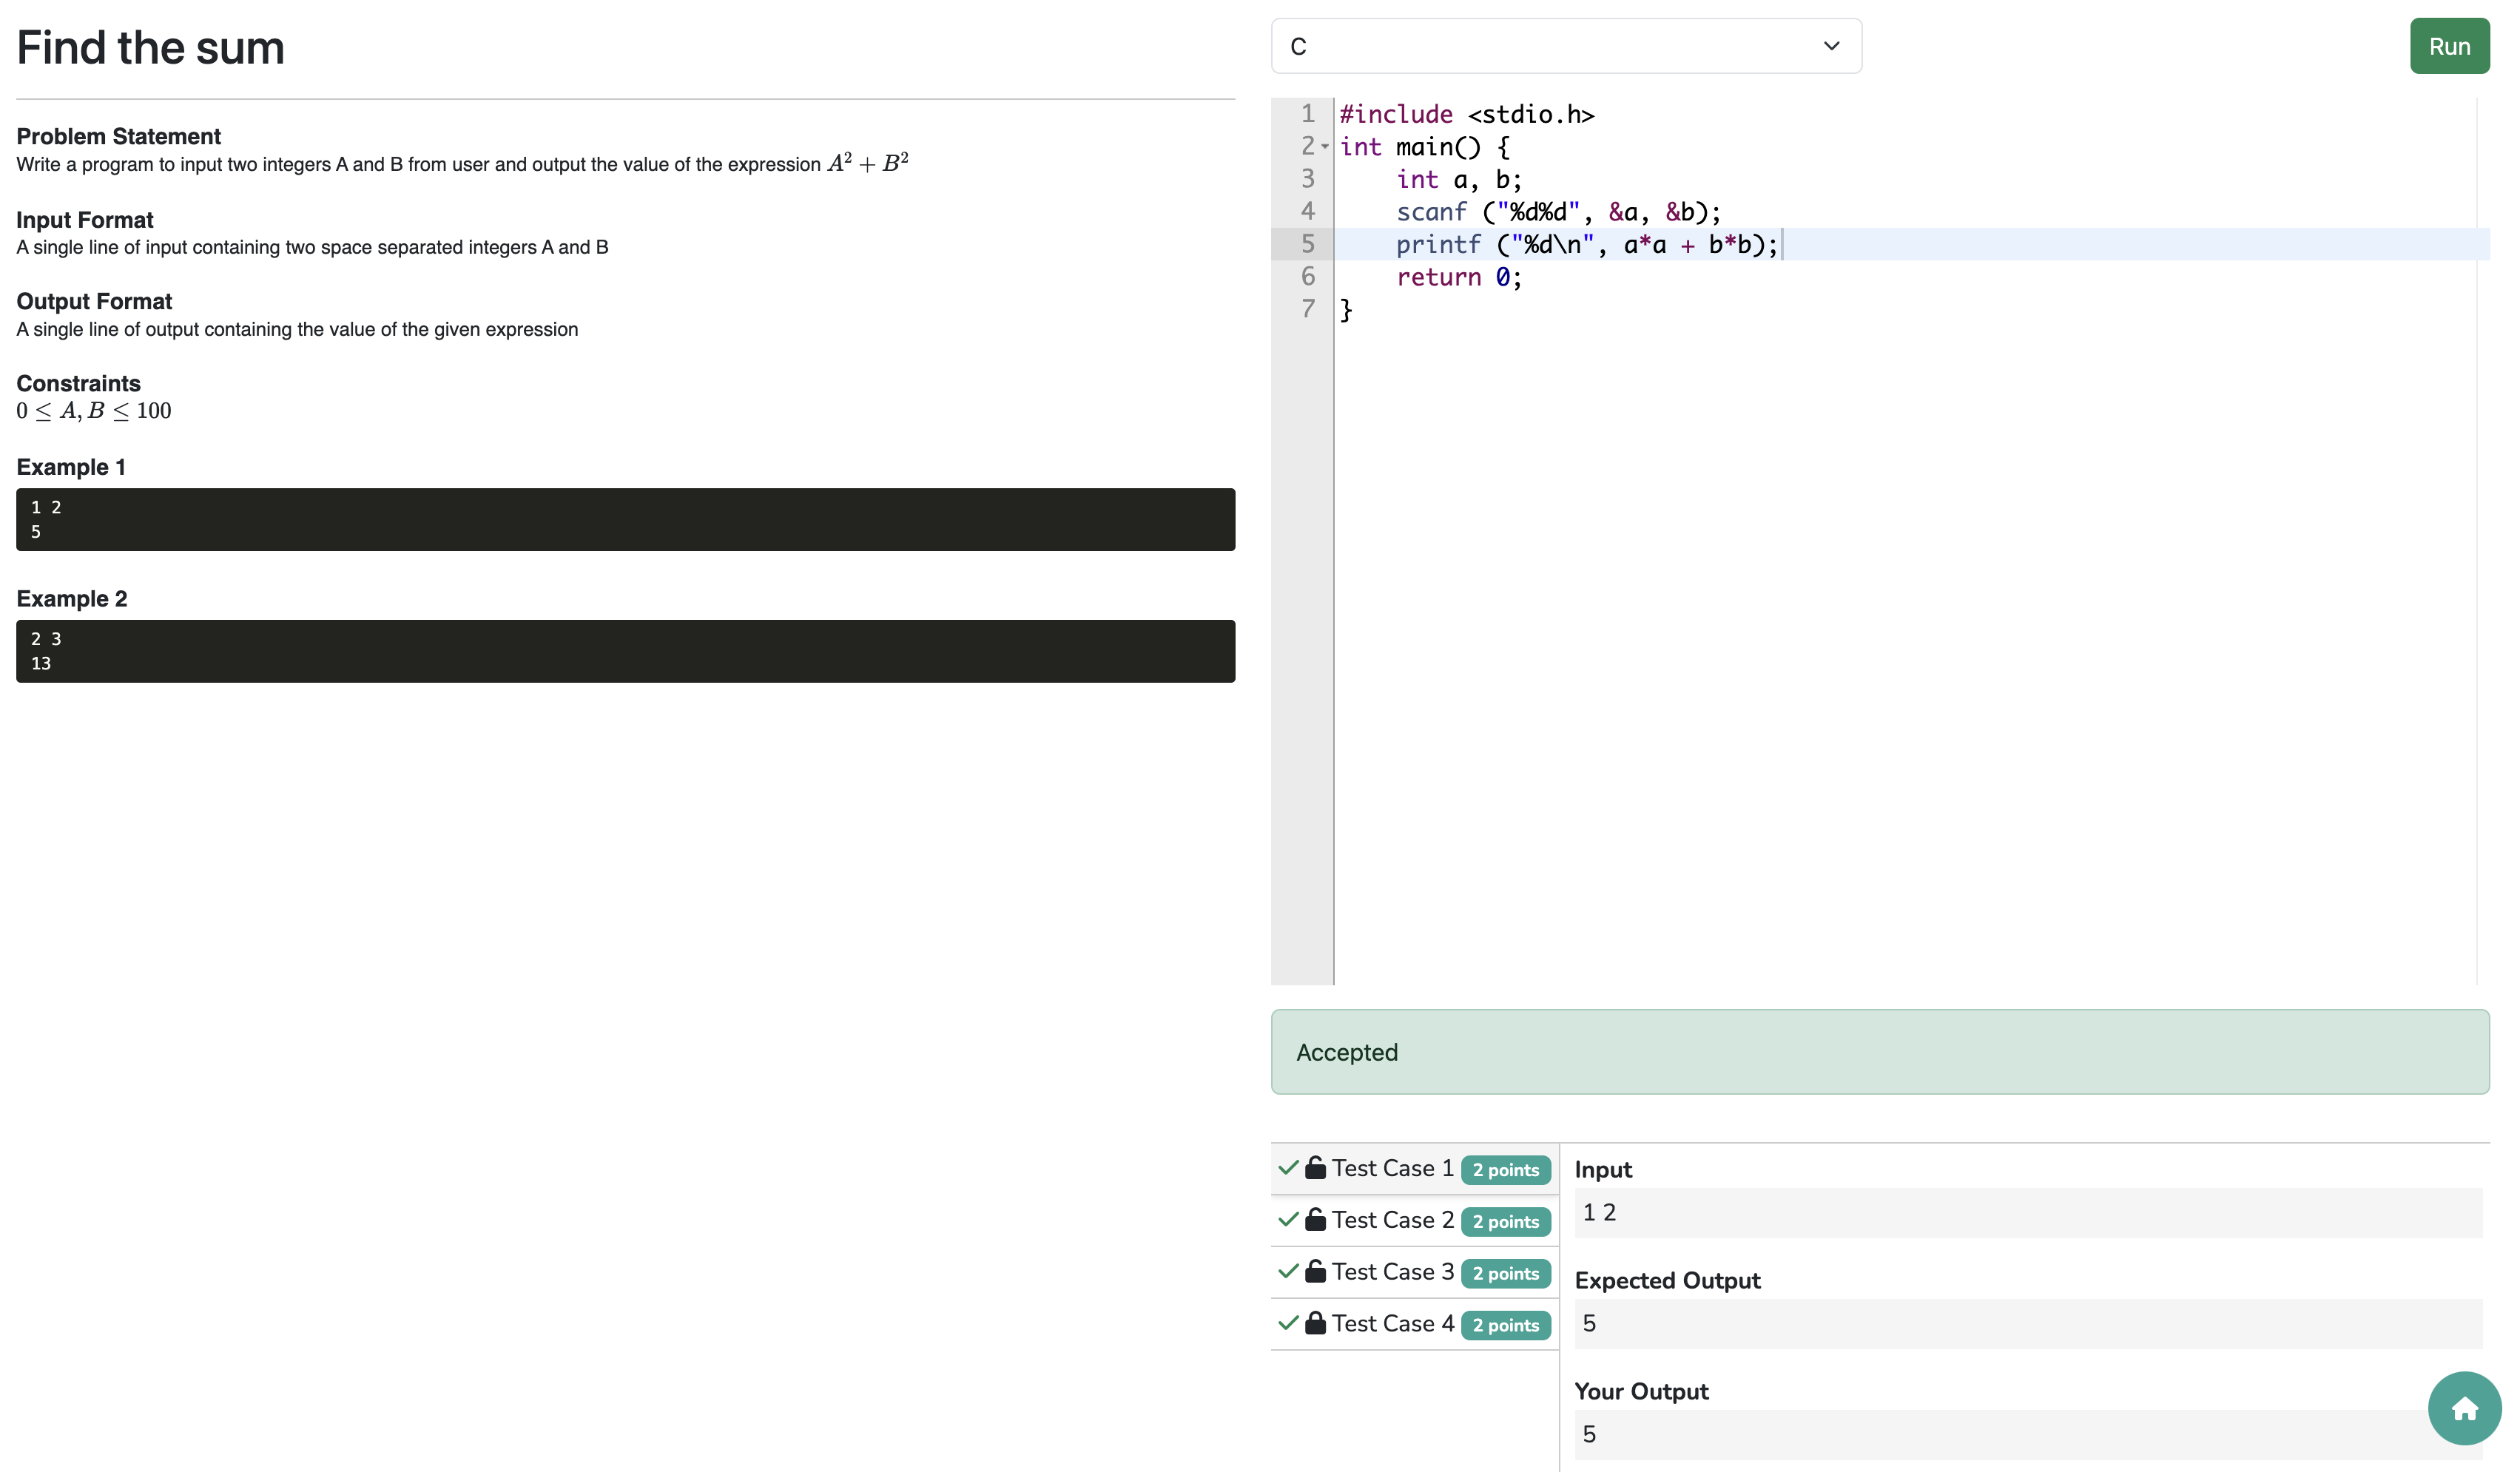 Find the sum
Problem Statement
Write a program to input two integers A and B from user and output the value of the expression A² + B²
Input Format
A single line of input containing two space separated integers A and B
Output Format
A single line of output containing the value of the given expression
Constraints
0 ≤ A, B ≤ 100
Example 1
1 2
5
Example 2
2 3
13
C
Run
1 #include <stdio.h>
2 int main() {
3     int a, b;
4     scanf ("%d%d", &a, &b);
5     printf ("%d\n", a*a + b*b);
6     return 0;
7 }
Accepted
Test Case 1 2 points
Test Case 2 2 points
Test Case 3 2 points
Test Case 4 2 points
Input
1 2
Expected Output
5
Your Output
5